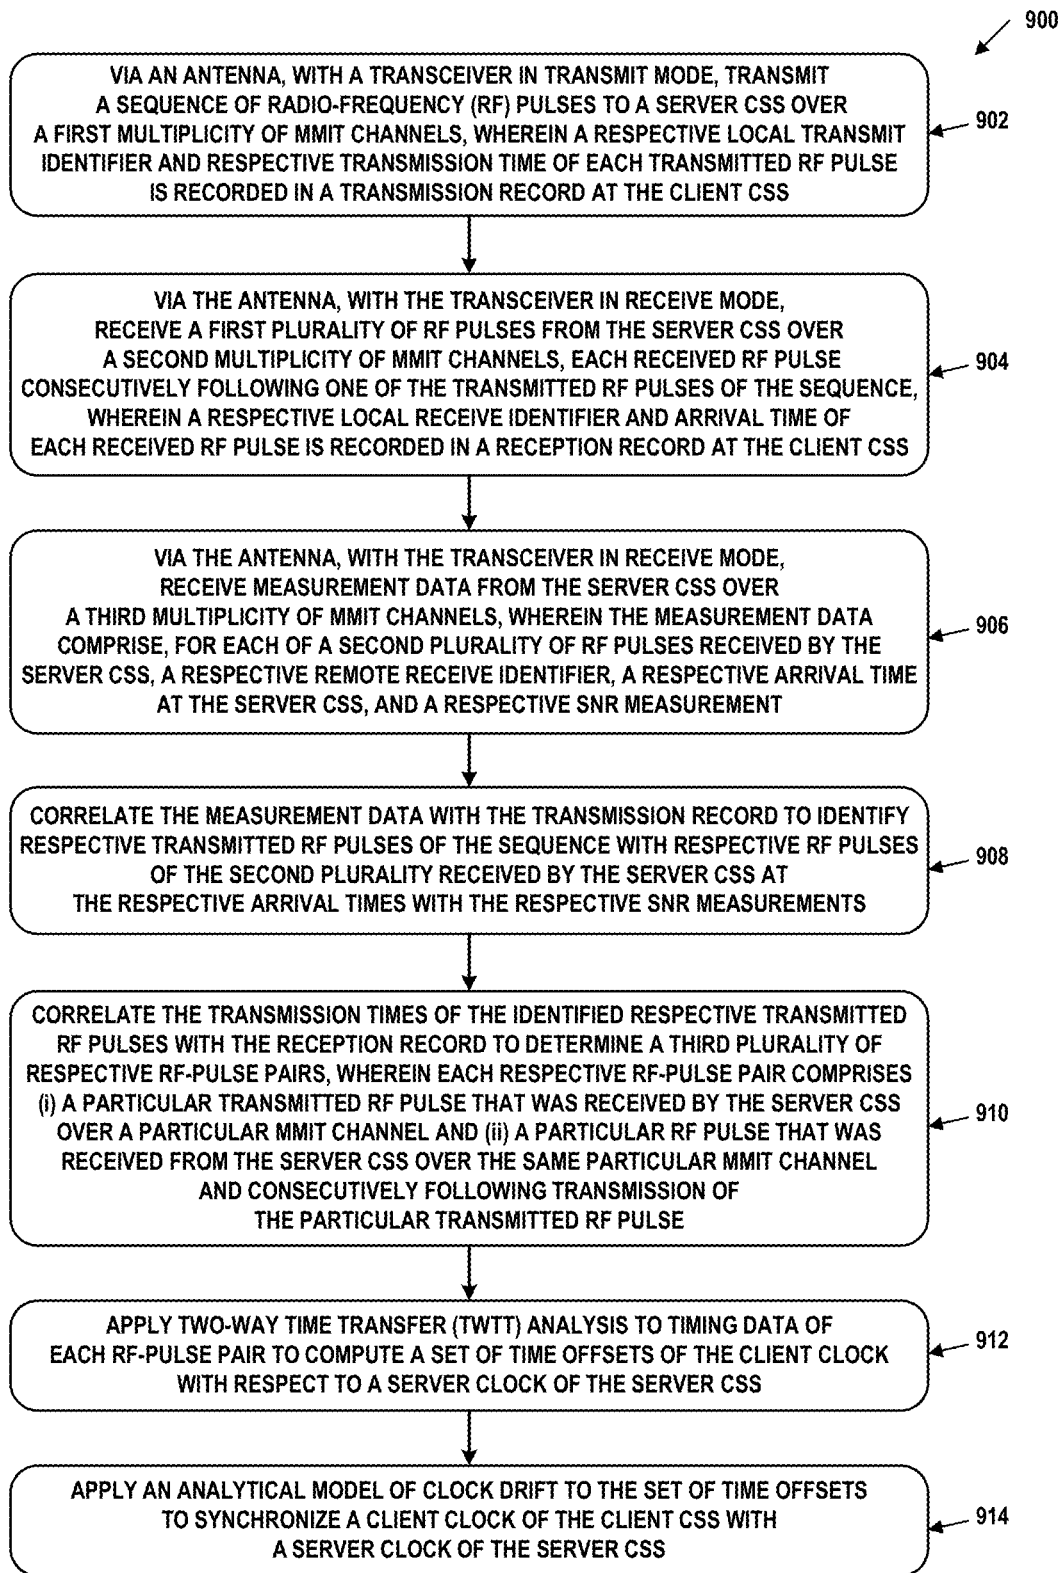 900
VIA AN ANTENNA, WITH A TRANSCEIVER IN TRANSMIT MODE, TRANSMIT
A SEQUENCE OF RADIO-FREQUENCY (RF) PULSES TO A SERVER CSS OVER
A FIRST MULTIPLICITY OF MMIT CHANNELS, WHEREIN A RESPECTIVE LOCAL TRANSMIT
IDENTIFIER AND RESPECTIVE TRANSMISSION TIME OF EACH TRANSMITTED RF PULSE
IS RECORDED IN A TRANSMISSION RECORD AT THE CLIENT CSS
902
VIA THE ANTENNA, WITH THE TRANSCEIVER IN RECEIVE MODE,
RECEIVE A FIRST PLURALITY OF RF PULSES FROM THE SERVER CSS OVER
A SECOND MULTIPLICITY OF MMIT CHANNELS, EACH RECEIVED RF PULSE
CONSECUTIVELY FOLLOWING ONE OF THE TRANSMITTED RF PULSES OF THE SEQUENCE,
WHEREIN A RESPECTIVE LOCAL RECEIVE IDENTIFIER AND ARRIVAL TIME OF
EACH RECEIVED RF PULSE IS RECORDED IN A RECEPTION RECORD AT THE CLIENT CSS
904
VIA THE ANTENNA, WITH THE TRANSCEIVER IN RECEIVE MODE,
RECEIVE MEASUREMENT DATA FROM THE SERVER CSS OVER
A THIRD MULTIPLICITY OF MMIT CHANNELS, WHEREIN THE MEASUREMENT DATA
COMPRISE, FOR EACH OF A SECOND PLURALITY OF RF PULSES RECEIVED BY THE
SERVER CSS, A RESPECTIVE REMOTE RECEIVE IDENTIFIER, A RESPECTIVE ARRIVAL TIME
AT THE SERVER CSS, AND A RESPECTIVE SNR MEASUREMENT
906
CORRELATE THE MEASUREMENT DATA WITH THE TRANSMISSION RECORD TO IDENTIFY
RESPECTIVE TRANSMITTED RF PULSES OF THE SEQUENCE WITH RESPECTIVE RF PULSES
OF THE SECOND PLURALITY RECEIVED BY THE SERVER CSS AT
THE RESPECTIVE ARRIVAL TIMES WITH THE RESPECTIVE SNR MEASUREMENTS
908
CORRELATE THE TRANSMISSION TIMES OF THE IDENTIFIED RESPECTIVE TRANSMITTED
RF PULSES WITH THE RECEPTION RECORD TO DETERMINE A THIRD PLURALITY OF
RESPECTIVE RF-PULSE PAIRS, WHEREIN EACH RESPECTIVE RF-PULSE PAIR COMPRISES
(i) A PARTICULAR TRANSMITTED RF PULSE THAT WAS RECEIVED BY THE SERVER CSS
OVER A PARTICULAR MMIT CHANNEL AND (ii) A PARTICULAR RF PULSE THAT WAS
RECEIVED FROM THE SERVER CSS OVER THE SAME PARTICULAR MMIT CHANNEL
AND CONSECUTIVELY FOLLOWING TRANSMISSION OF
THE PARTICULAR TRANSMITTED RF PULSE
910
APPLY TWO-WAY TIME TRANSFER (TWTT) ANALYSIS TO TIMING DATA OF
EACH RF-PULSE PAIR TO COMPUTE A SET OF TIME OFFSETS OF THE CLIENT CLOCK
WITH RESPECT TO A SERVER CLOCK OF THE SERVER CSS
912
APPLY AN ANALYTICAL MODEL OF CLOCK DRIFT TO THE SET OF TIME OFFSETS
TO SYNCHRONIZE A CLIENT CLOCK OF THE CLIENT CSS WITH
A SERVER CLOCK OF THE SERVER CSS
914